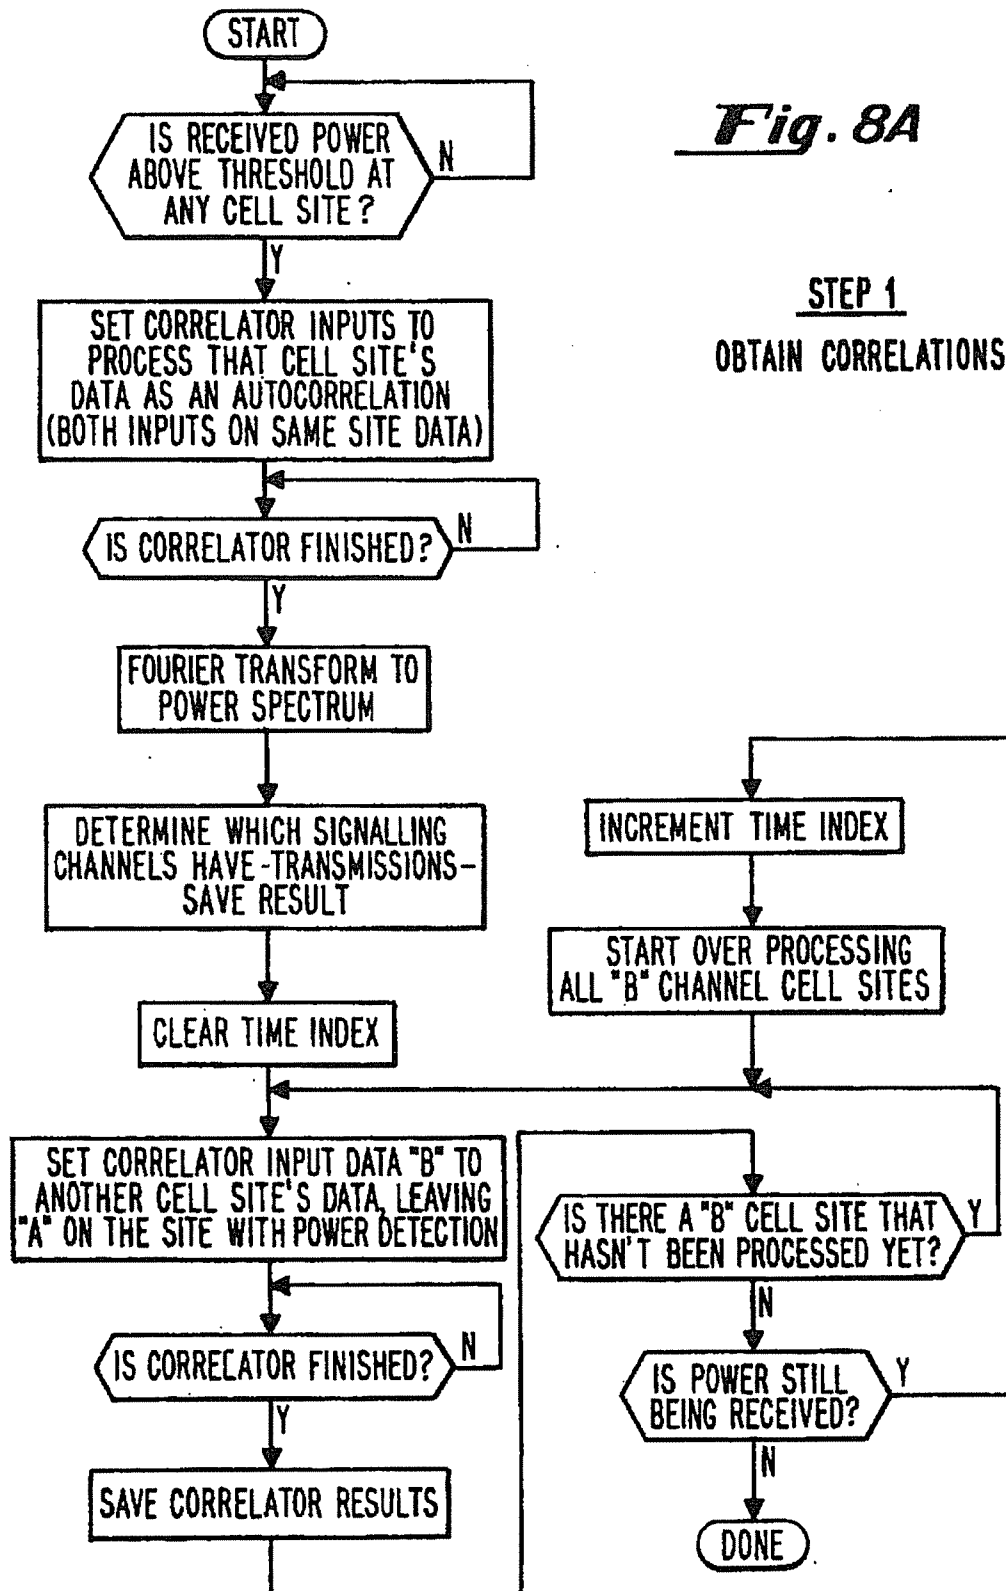 START
IS RECEIVED POWER
ABOVE THRESHOLD AT
ANY CELL SITE?
N
Y
Fig. 8A
STEP 1
OBTAIN CORRELATIONS
SET CORRELATOR INPUTS TO
PROCESS THAT CELL SITE'S
DATA AS AN AUTOCORRELATION
(BOTH INPUTS ON SAME SITE DATA)
IS CORRELATOR FINISHED?
N
Y
FOURIER TRANSFORM TO
POWER SPECTRUM
DETERMINE WHICH SIGNALLING
CHANNELS HAVE-TRANSMISSIONS-
SAVE RESULT
CLEAR TIME INDEX
SET CORRELATOR INPUT DATA "B" TO
ANOTHER CELL SITE'S DATA, LEAVING
"A" ON THE SITE WITH POWER DETECTION
IS CORRELATOR FINISHED?
N
Y
SAVE CORRELATOR RESULTS
INCREMENT TIME INDEX
START OVER PROCESSING
ALL "B" CHANNEL CELL SITES
IS THERE A "B" CELL SITE THAT
HASN'T BEEN PROCESSED YET?
Y
N
IS POWER STILL
BEING RECEIVED?
Y
N
DONE